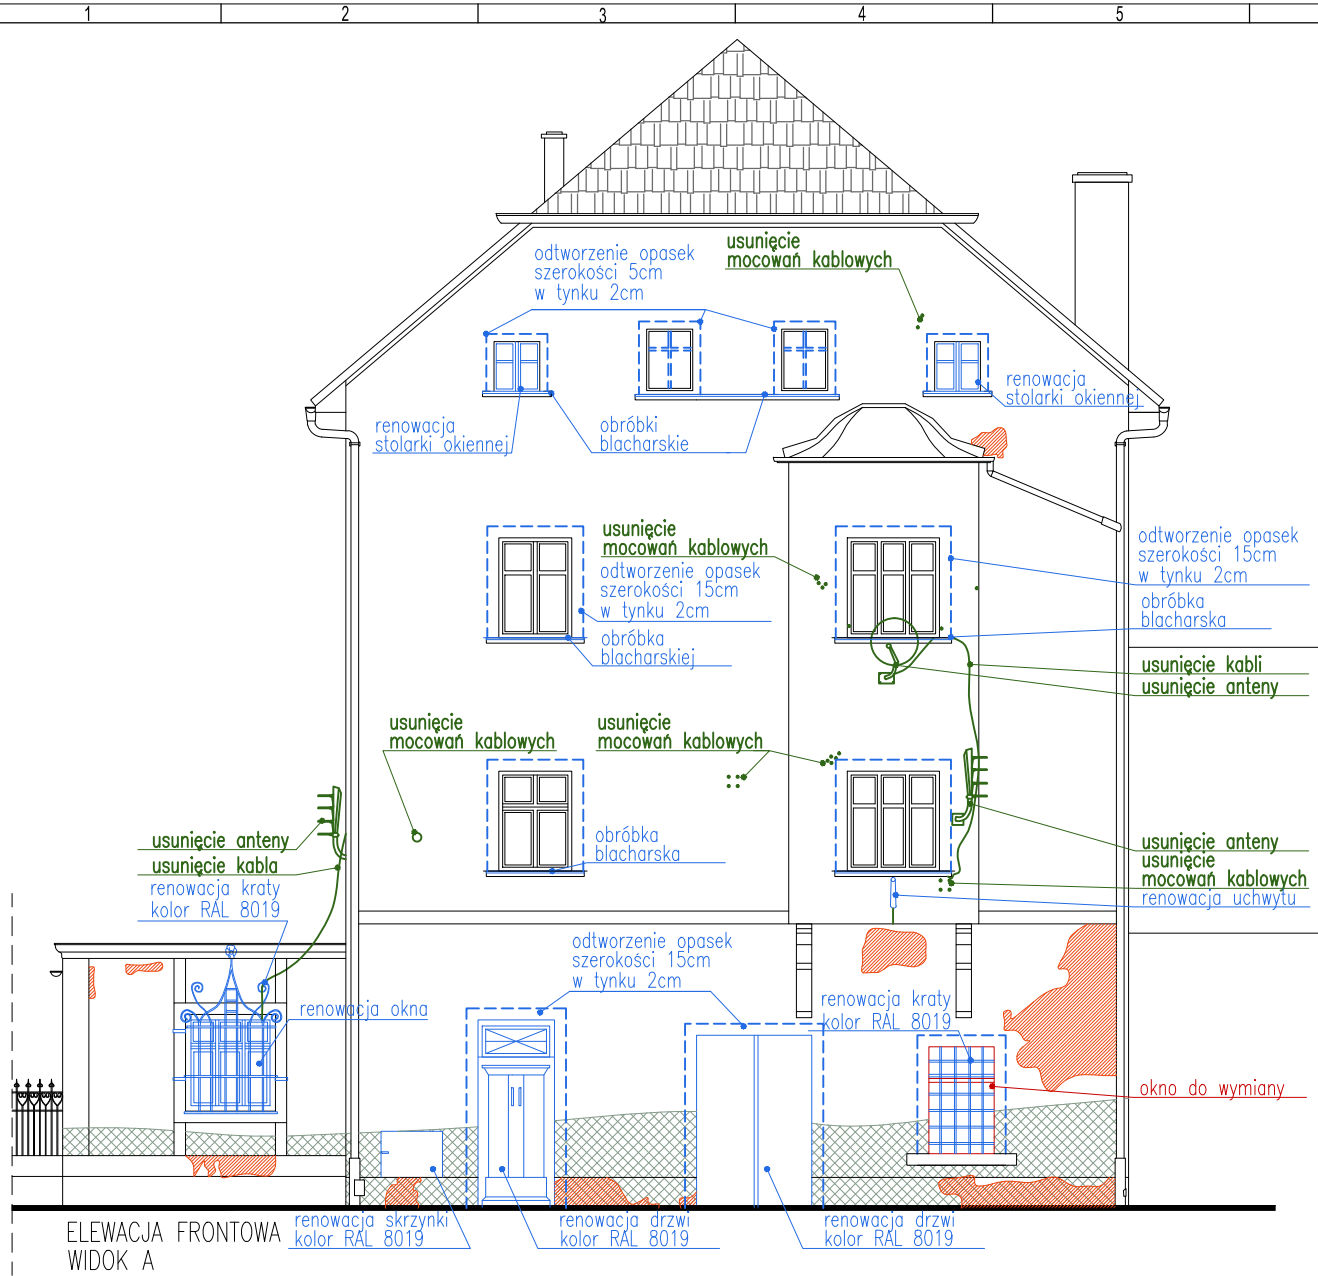 1 2 3 4 5
odtworzenie opasek
szerokości 5cm
w tynku 2cm
usunięcie
mocowań kablowych
renowacja
stolarki okiennej
renowacja
stolarki okiennej
obróbki
blacharskie
usunięcie
mocowań kablowych
odtworzenie opasek
szerokości 15cm
w tynku 2cm
obróbka
blacharskiej
odtworzenie opasek
szerokości 15cm
w tynku 2cm
obróbka
blacharska
usunięcie kabli
usunięcie anteny
usunięcie
mocowań kablowych
usunięcie
mocowań kablowych
usunięcie anteny
usunięcie kabla
renowacja kraty
kolor RAL 8019
obróbka
blacharska
usunięcie anteny
usunięcie
mocowań kablowych
renowacja uchwytu
odtworzenie opasek
szerokości 15cm
w tynku 2cm
renowacja okna
renowacja kraty
kolor RAL 8019
okno do wymiany
ELEWACJA FRONTOWA
WIDOK A
renowacja skrzynki
kolor RAL 8019
renowacja drzwi
kolor RAL 8019
renowacja drzwi
kolor RAL 8019